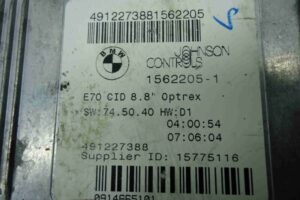 4912273881562205
BMW
JOHNSON
CONTROLS
1562205-1
E70 CID 8.8" Optrex
SW:74.50.40 HW:D1
04:00:54
07:06:04
491227388
Supplier ID: 15775116